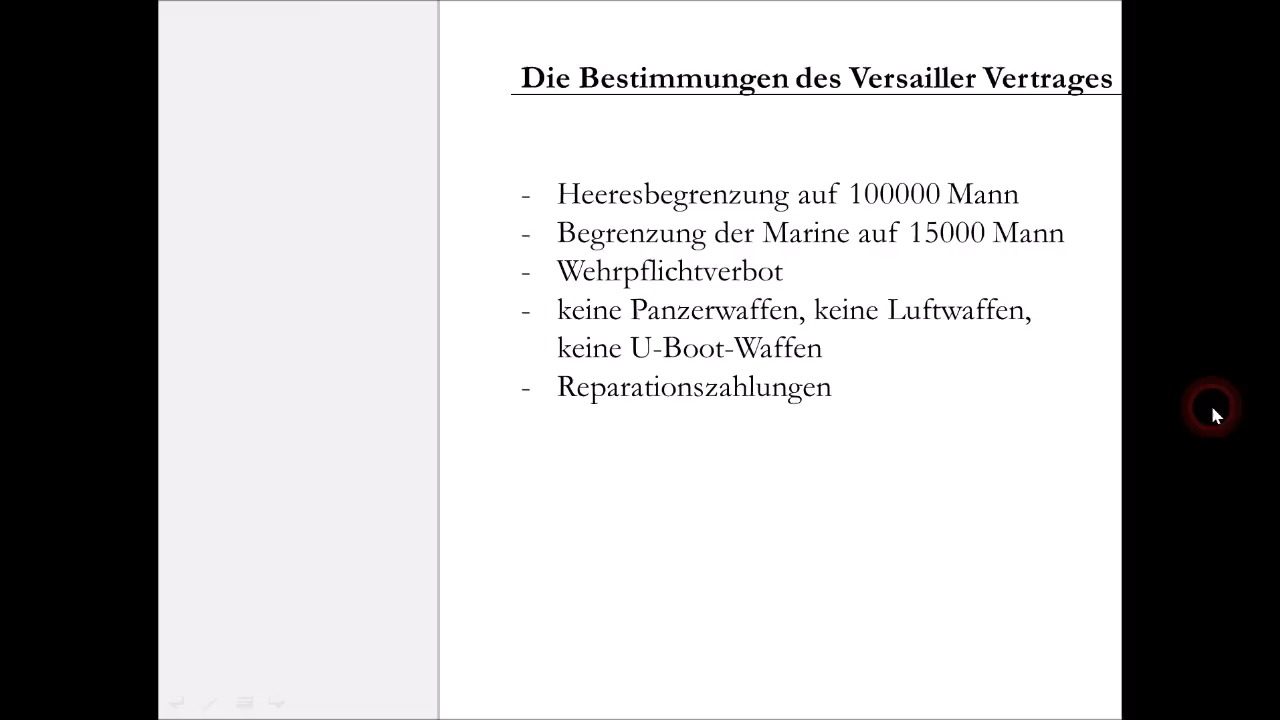 Die Bestimmungen des Versailler Vertrages
- Heeresbegrenzung auf 100000 Mann
- Begrenzung der Marine auf 15000 Mann
- Wehrpflichtverbot
- keine Panzerwaffen, keine Luftwaffen,
keine U-Boot-Waffen
- Reparationszahlungen